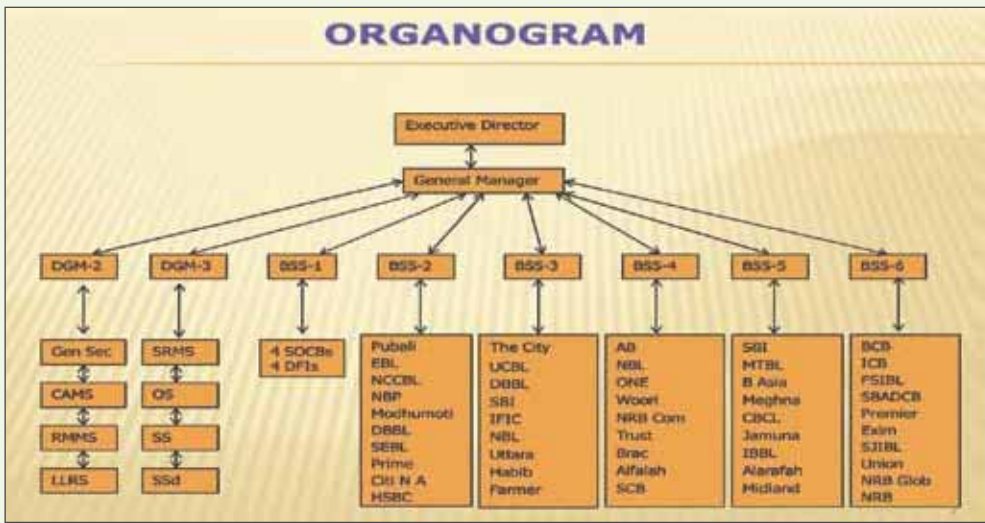 ORGANOGRAM
Executive Director
General Manager
DGM-2
DGM-3
BSS-1
BSS-2
BSS-3
BSS-4
BSS-5
BSS-6
Gen Sec
CAMS
RMMS
LLRS
SRMS
OS
SS
SSd
4 SOCBs
4 DFIs
Pubali
EBL
NCCBL
NBP
Modhumoti
DBBL
SEBL
Prime
Citi N A
HSBC
The City
UCBL
DBBL
SBI
IFIC
NBL
Uttara
Habib
Farmer
AB
NBL
ONE
Woori
NRB Com
Trust
Brac
Alfalah
SCB
MTBL
B Asia
Meghna
CBCL
Jamuna
IBBL
Alarafah
Midland
BCB
ICB
FSIBL
SBADCB
Premier
Exim
SJIBL
Union
NRB Glob
NRB